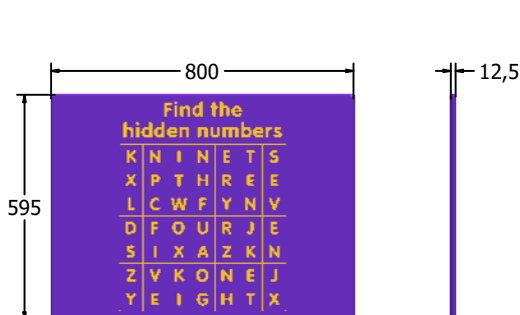 800
12,5
595
Find the
hidden numbers
K N I N E T S
X P T H R E E
L C W F Y N V
D F O U R J E
S I X A Z K N
Z V K O N E J
Y E I G H T X